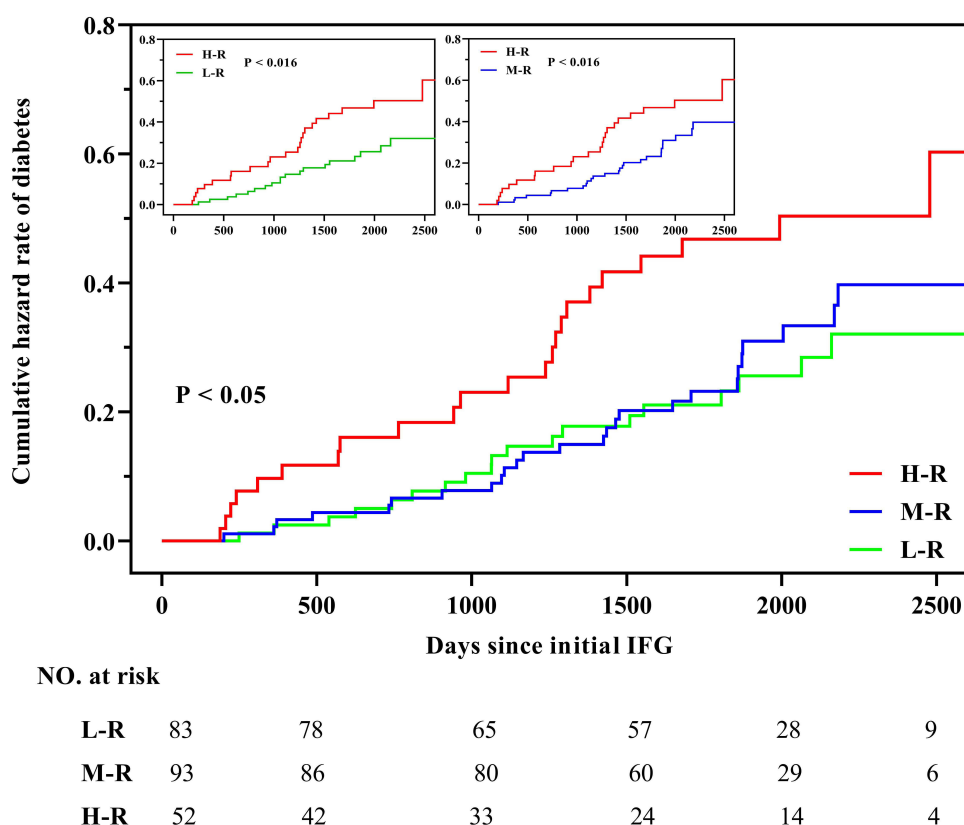 Cumulative hazard rate of diabetes
0.8
0.6
0.4
0.2
0.0
0.8
0.6
0.4
0.2
0.0
H-R
L-R
P < 0.016
0 500 1000 1500 2000 2500
0.8
0.6
0.4
0.2
0.0
H-R
M-R
P < 0.016
0 500 1000 1500 2000 2500
P < 0.05
H-R
M-R
L-R
0 500 1000 1500 2000 2500
Days since initial IFG
NO. at risk
L-R 83 78 65 57 28 9
M-R 93 86 80 60 29 6
H-R 52 42 33 24 14 4